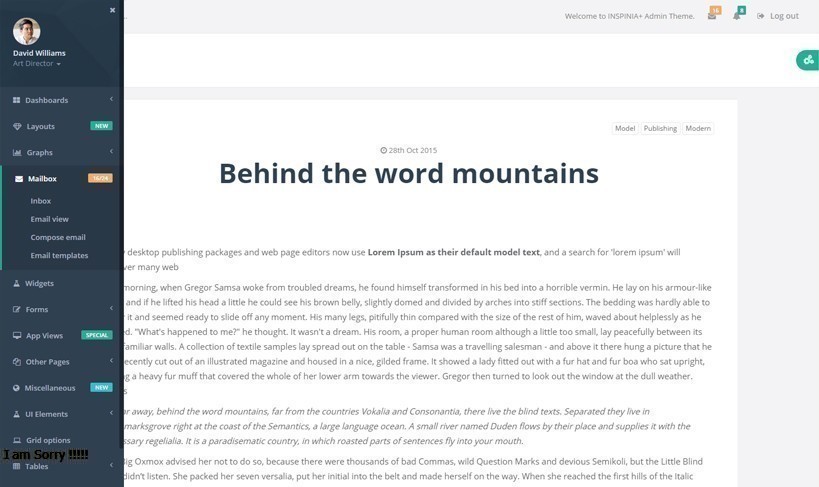 Welcome to INSPINIA+ Admin Theme.
16
8
Log out
David Williams
Art Director
Dashboards
Layouts NEW
Graphs
Mailbox 16/24
Inbox
Email view
Compose email
Email templates
Widgets
Forms
App Views SPECIAL
Other Pages
Miscellaneous NEW
UI Elements
Grid options
I am Sorry !!!!!
Tables
Model Publishing Modern
28th Oct 2015
Behind the word mountains
desktop publishing packages and web page editors now use Lorem Ipsum as their default model text, and a search for 'lorem ipsum' will
many web
morning, when Gregor Samsa woke from troubled dreams, he found himself transformed in his bed into a horrible vermin. He lay on his armour-like
and if he lifted his head a little he could see his brown belly, slightly domed and divided by arches into stiff sections. The bedding was hardly able to
it and seemed ready to slide off any moment. His many legs, pitifully thin compared with the size of the rest of him, waved about helplessly as he
"What's happened to me?" he thought. It wasn't a dream. His room, a proper human room although a little too small, lay peacefully between its
familiar walls. A collection of textile samples lay spread out on the table - Samsa was a travelling salesman - and above it there hung a picture that he
recently cut out of an illustrated magazine and housed in a nice, gilded frame. It showed a lady fitted out with a fur hat and fur boa who sat upright,
a heavy fur muff that covered the whole of her lower arm towards the viewer. Gregor then turned to look out the window at the dull weather.
away, behind the word mountains, far from the countries Vokalia and Consonantia, there live the blind texts. Separated they live in
marksgrove right at the coast of the Semantics, a large language ocean. A small river named Duden flows by their place and supplies it with the
regelialia. It is a paradisematic country, in which roasted parts of sentences fly into your mouth.
Big Oxmox advised her not to do so, because there were thousands of bad Commas, wild Question Marks and devious Semikoli, but the Little Blind
didn't listen. She packed her seven versalia, put her initial into the belt and made herself on the way. When she reached the first hills of the Italic